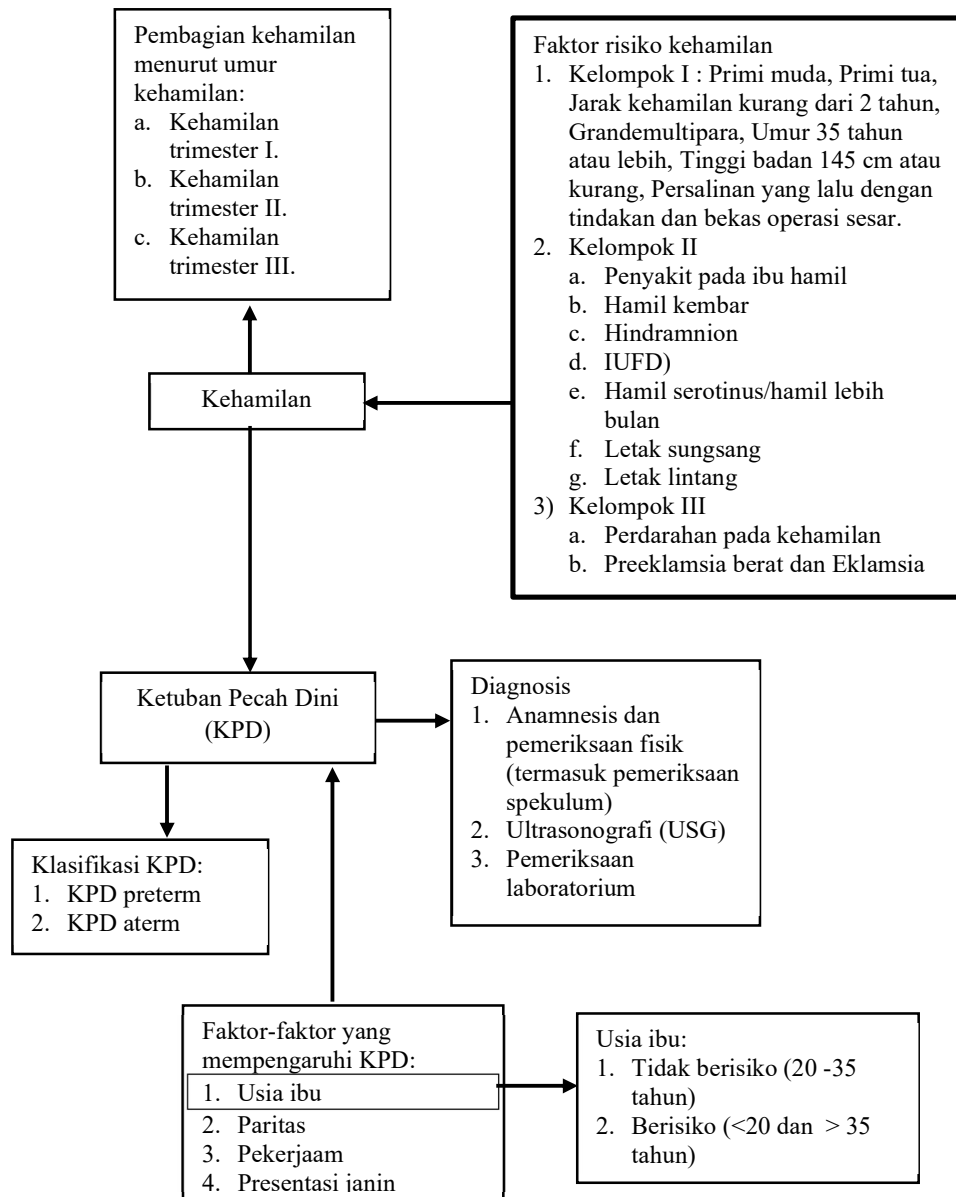 Pembagian kehamilan
menurut umur
kehamilan:
a. Kehamilan
trimester I.
b. Kehamilan
trimester II.
c. Kehamilan
trimester III.
Faktor risiko kehamilan
1. Kelompok I : Primi muda, Primi tua,
Jarak kehamilan kurang dari 2 tahun,
Grandemultipara, Umur 35 tahun
atau lebih, Tinggi badan 145 cm atau
kurang, Persalinan yang lalu dengan
tindakan dan bekas operasi sesar.
2. Kelompok II
a. Penyakit pada ibu hamil
b. Hamil kembar
c. Hindramnion
d. IUFD)
e. Hamil serotinus/hamil lebih
bulan
f. Letak sungsang
g. Letak lintang
3) Kelompok III
a. Perdarahan pada kehamilan
b. Preeklamsia berat dan Eklamsia
Kehamilan
Ketuban Pecah Dini
(KPD)
Diagnosis
1. Anamnesis dan
pemeriksaan fisik
(termasuk pemeriksaan
spekulum)
2. Ultrasonografi (USG)
3. Pemeriksaan
laboratorium
Klasifikasi KPD:
1. KPD preterm
2. KPD aterm
Faktor-faktor yang
mempengaruhi KPD:
1. Usia ibu
2. Paritas
3. Pekerjaam
4. Presentasi janin
Usia ibu:
1. Tidak berisiko (20 -35
tahun)
2. Berisiko (<20 dan > 35
tahun)